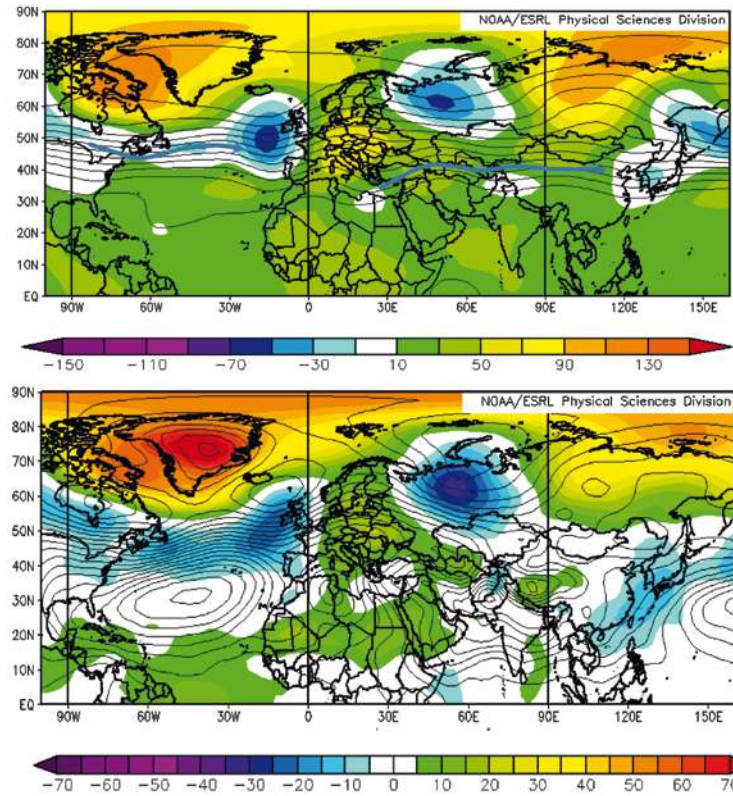 NOAA/ESRL Physical Sciences Division
90N
80N
70N
60N
50N
40N
30N
20N
10N
EQ
90W 60W 30W 0 30E 60E 90E 120E 150E
-150 -110 -70 -30 10 50 90 130
NOAA/ESRL Physical Sciences Division
90N
80N
70N
60N
50N
40N
30N
20N
10N
EQ
90W 60W 30W 0 30E 60E 90E 120E 150E
-70 -60 -50 -40 -30 -20 -10 0 10 20 30 40 50 60 70